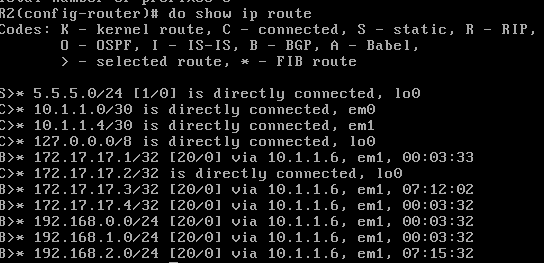 R2(config-router)# do show ip route
Codes: K - kernel route, C - connected, S - static, R - RIP,
O - OSPF, I - IS-IS, B - BGP, A - Babel,
> - selected route, * - FIB route
S>* 5.5.5.0/24 [1/0] is directly connected, lo0
C>* 10.1.1.0/30 is directly connected, em0
C>* 10.1.1.4/30 is directly connected, em1
C>* 127.0.0.0/8 is directly connected, lo0
B>* 172.17.17.1/32 [20/0] via 10.1.1.6, em1, 00:03:33
C>* 172.17.17.2/32 is directly connected, lo0
B>* 172.17.17.3/32 [20/0] via 10.1.1.6, em1, 07:12:02
B>* 172.17.17.4/32 [20/0] via 10.1.1.6, em1, 00:03:32
B>* 192.168.0.0/24 [20/0] via 10.1.1.6, em1, 00:03:32
B>* 192.168.1.0/24 [20/0] via 10.1.1.6, em1, 00:03:32
B>* 192.168.2.0/24 [20/0] via 10.1.1.6, em1, 07:15:32